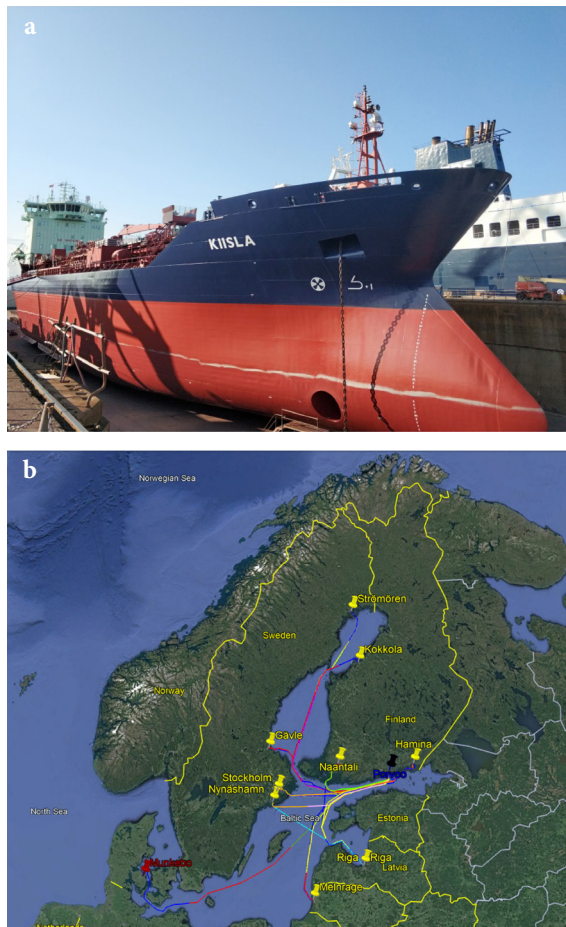 a
KIISLA
b
Norwegian Sea
Strömören
Sweden
Kokkola
Norway
Gävle
Finland
Hamina
Naantali
Porvoo
Stockholm
Nynäshamn
North Sea
Baltic Sea
Estonia
Riga
Riga
Latvia
Munkebo